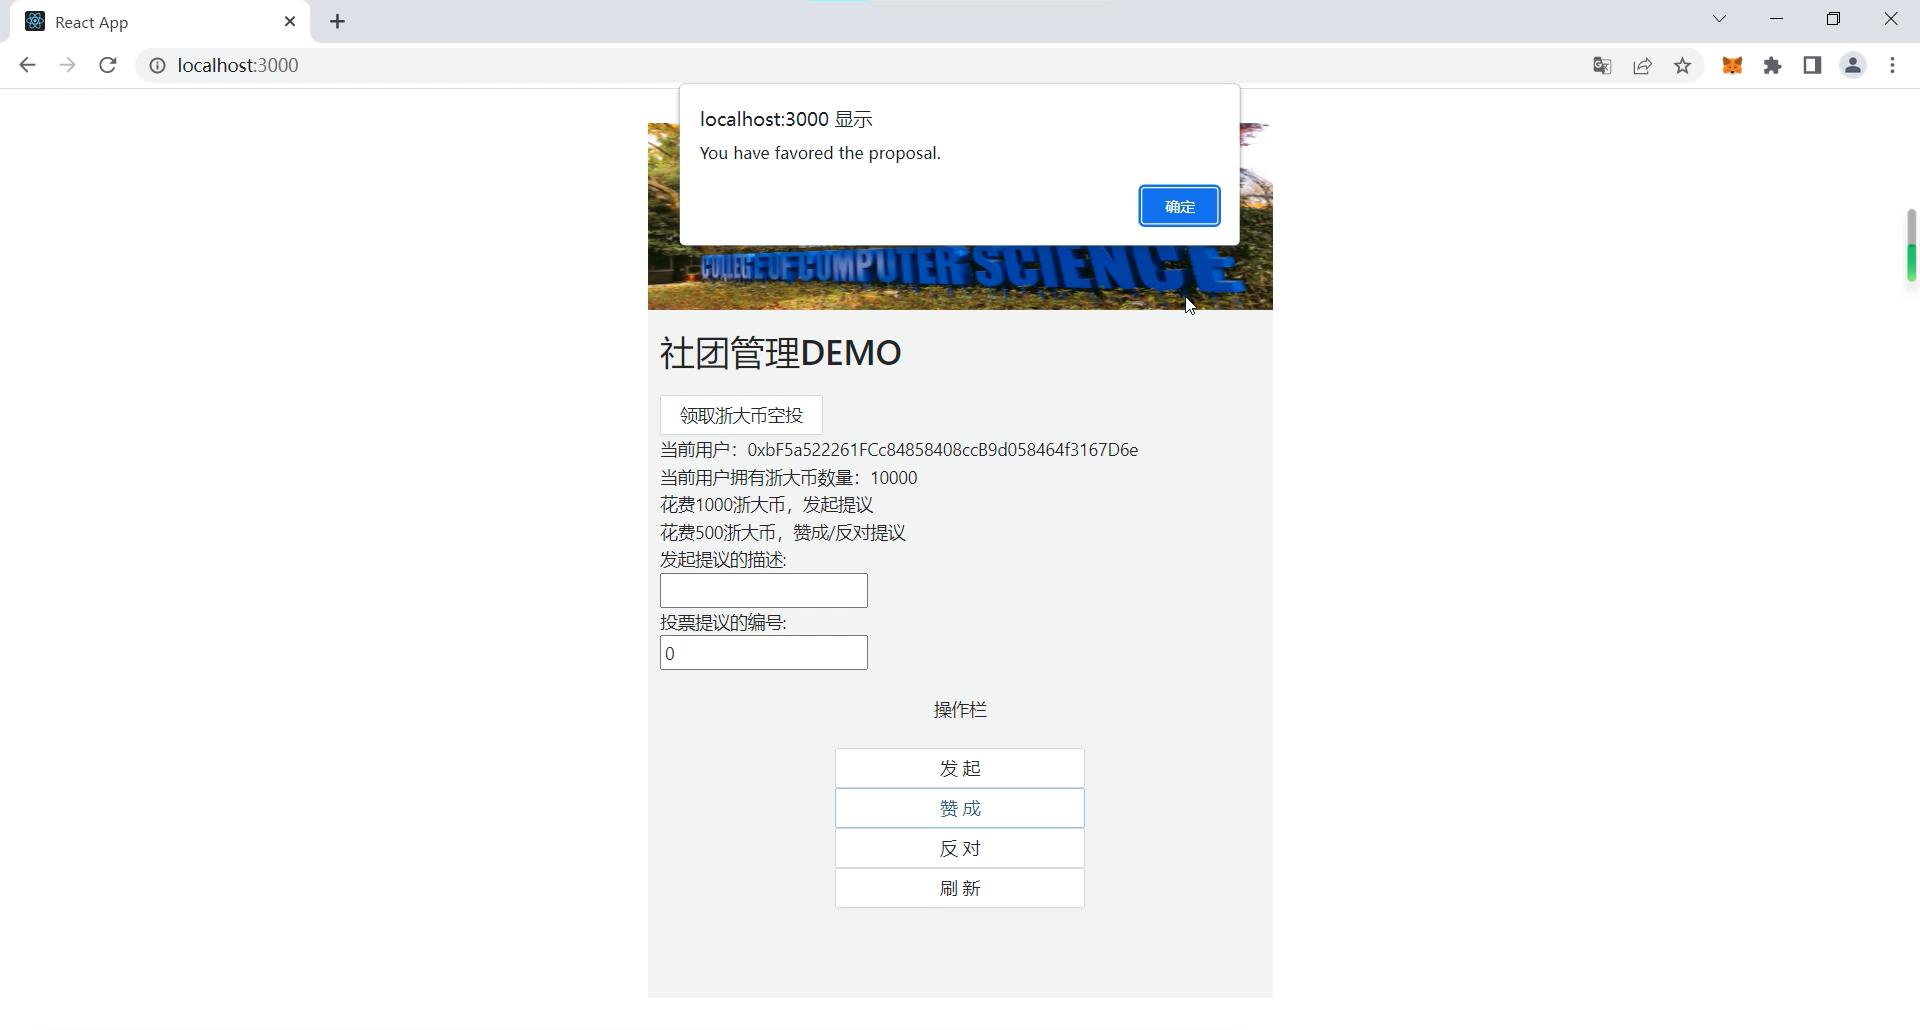 React App
localhost:3000
localhost:3000 显示
You have favored the proposal.
确定
COLLEGE OF COMPUTER SCIENCE
社团管理DEMO
领取浙大币空投
当前用户：0xbF5a522261FCc84858408ccB9d058464f3167D6e
当前用户拥有浙大币数量：10000
花费1000浙大币，发起提议
花费500浙大币，赞成/反对提议
发起提议的描述:
投票提议的编号:
0
操作栏
发 起
赞 成
反 对
刷 新